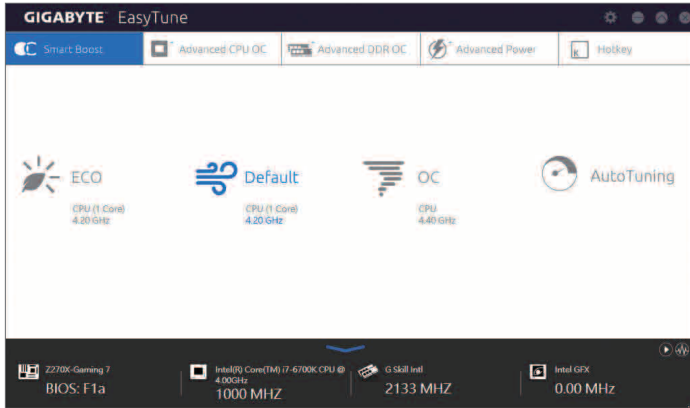 GIGABYTE™ EasyTune
Smart Boost
Advanced CPU OC
Advanced DDR OC
Advanced Power
K
Hotkey
ECO
CPU (1 Core)
4.20 GHz
Default
CPU (1 Core)
4.20 GHz
OC
CPU
4.40 GHz
AutoTuning
Z270X-Gaming 7
BIOS: F1a
Intel(R) Core(TM) i7-6700K CPU @
4.00GHz
1000 MHZ
G Skill Intl
2133 MHZ
Intel GFX
0.00 MHz